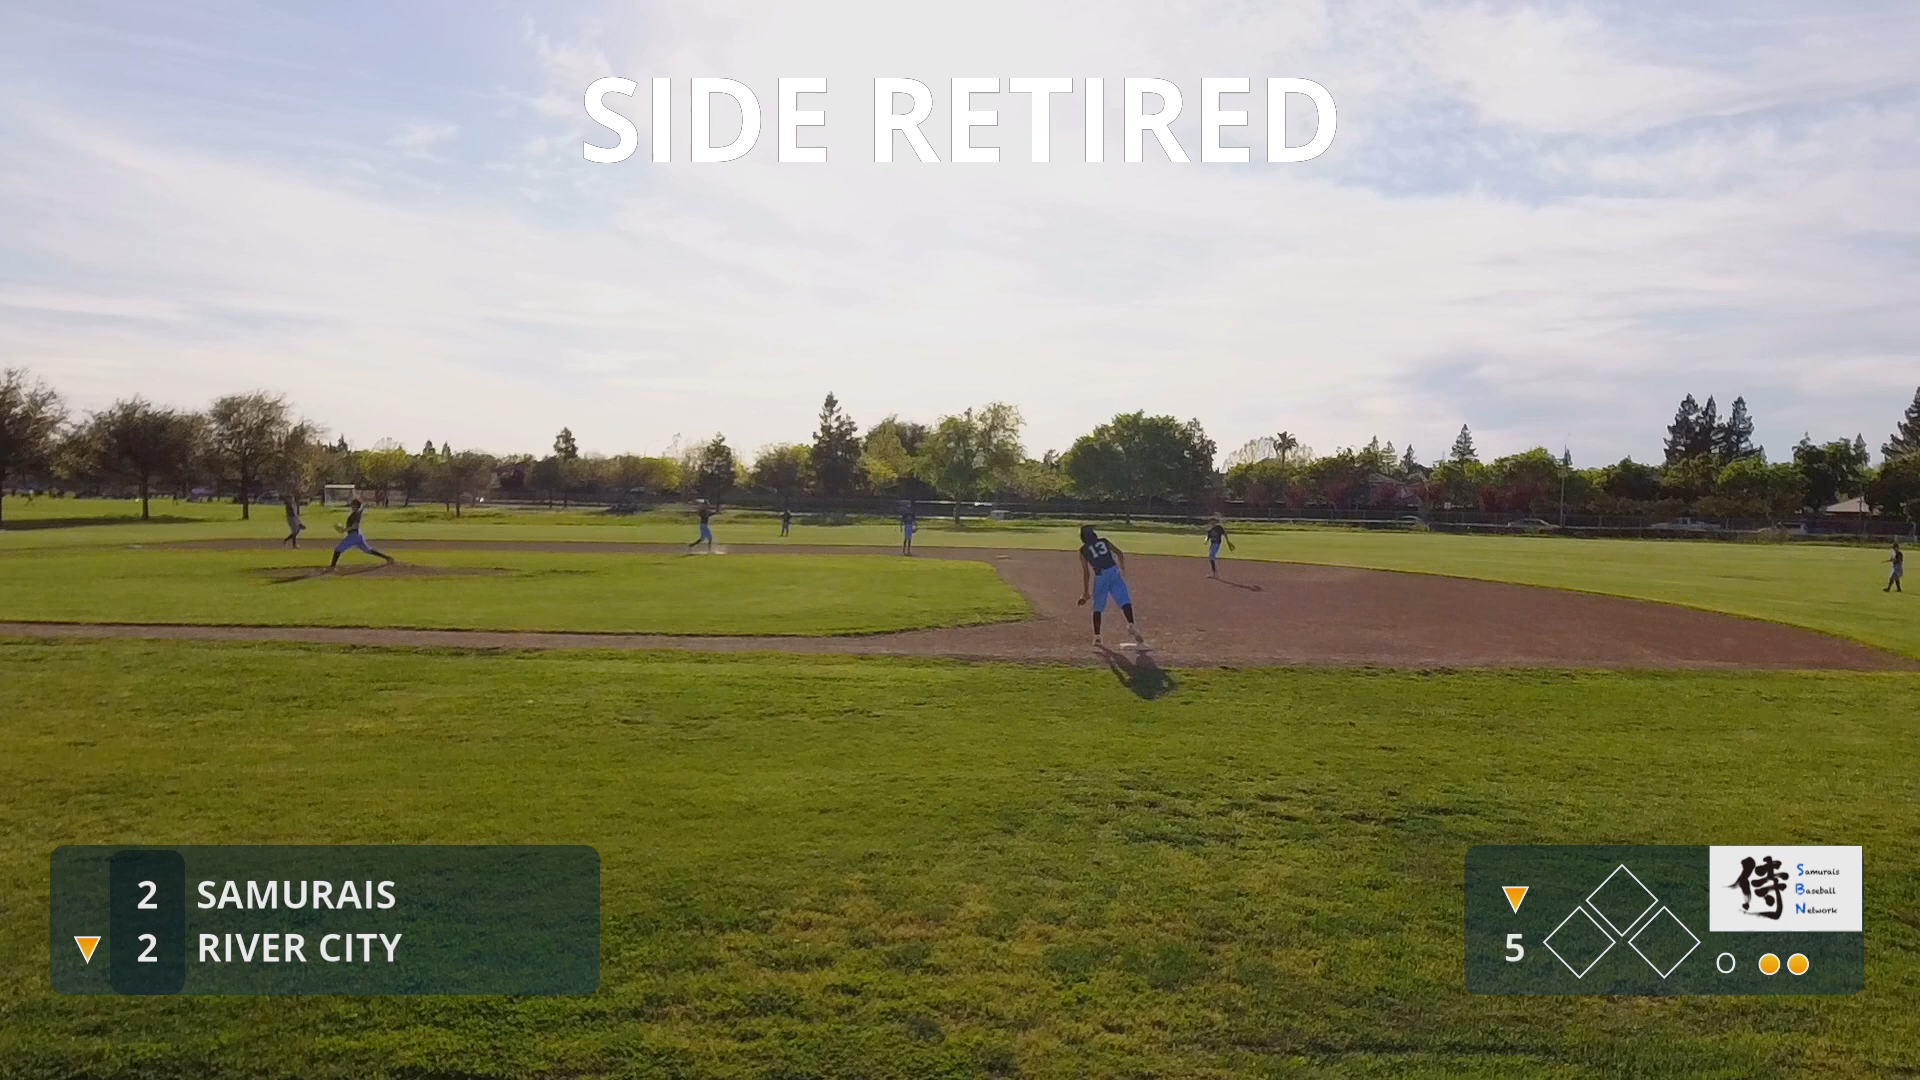 SIDE RETIRED
13
2 SAMURAIS
2 RIVER CITY
5
侍
Samurais
Baseball
Network
O